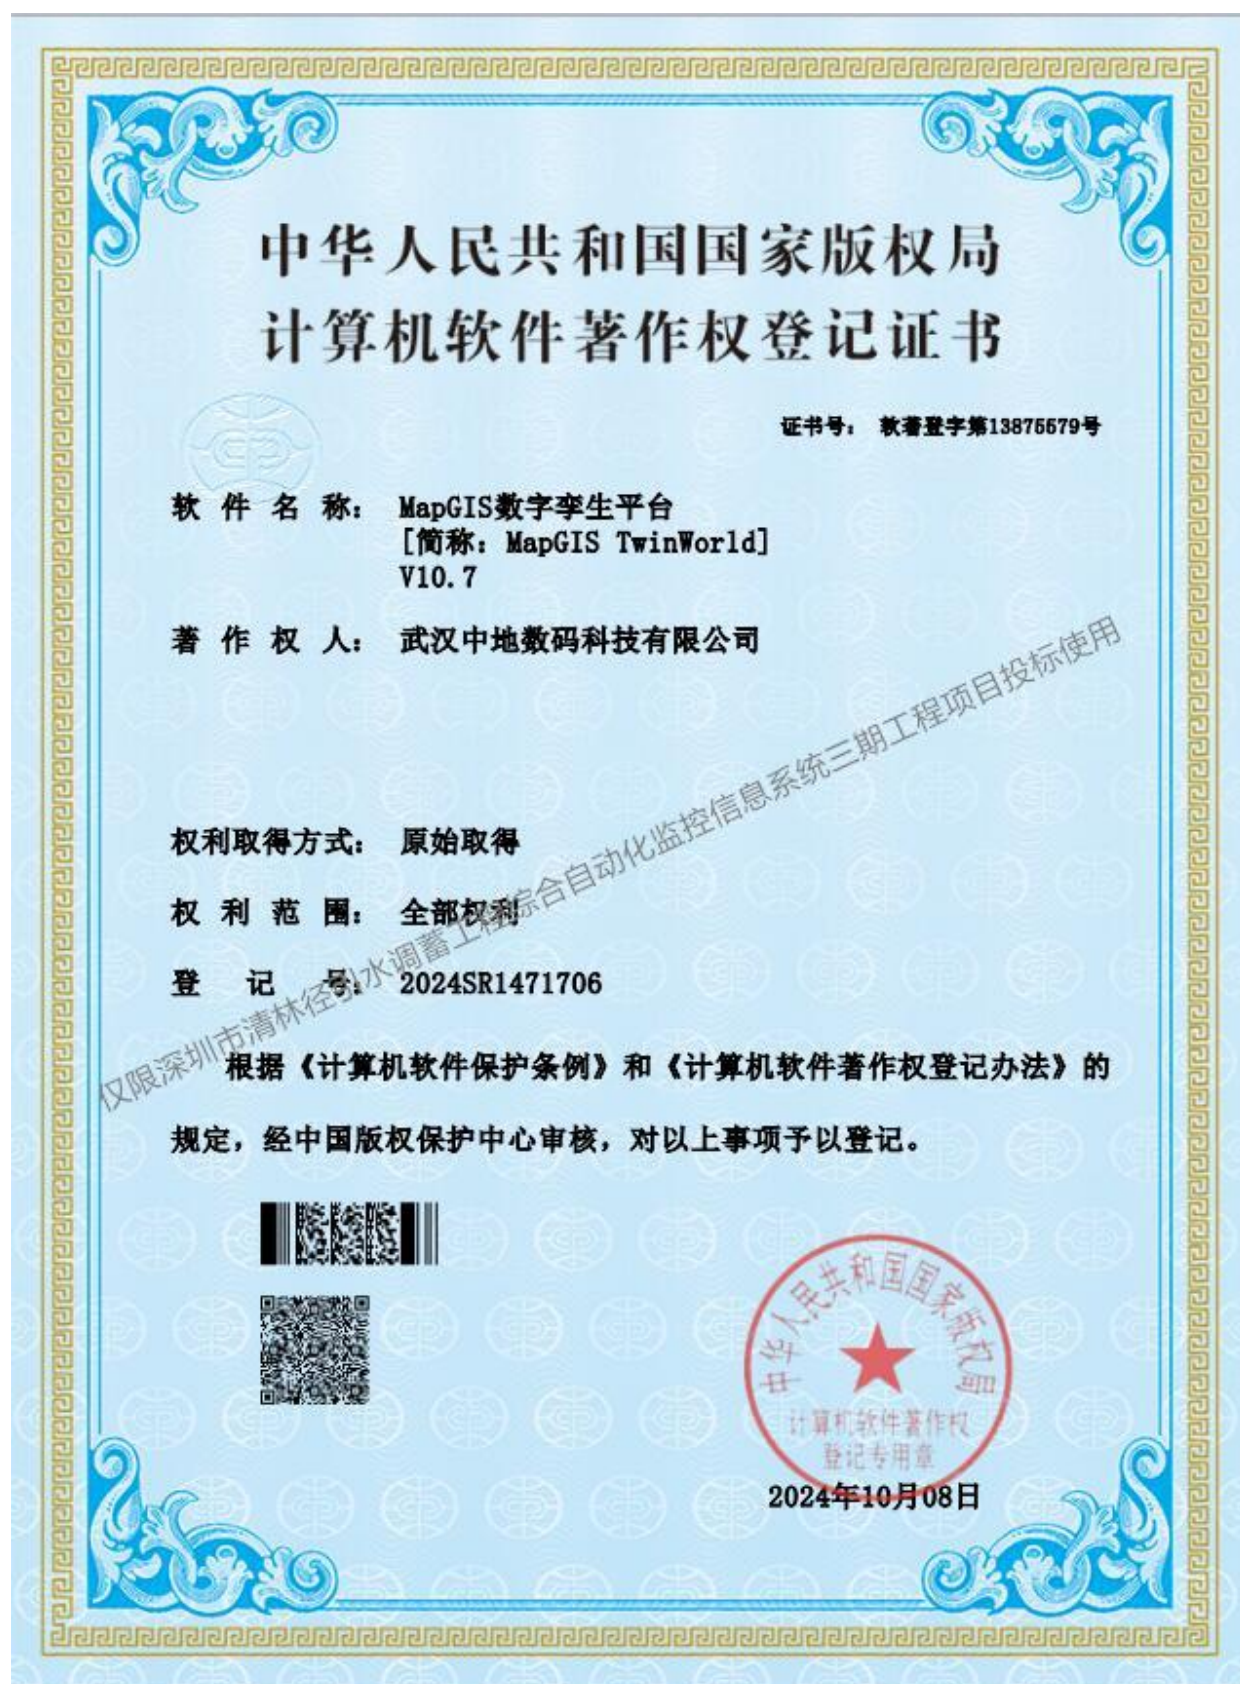 中华人民共和国国家版权局
计算机软件著作权登记证书
证书号： 软著登字第13875579号
软件名称： MapGIS数字孪生平台
[简称：MapGIS TwinWorld]
V10.7
著作权人： 武汉中地数码科技有限公司
权利取得方式： 原始取得
权利范围： 全部权利
登记号： 2024SR1471706
根据《计算机软件保护条例》和《计算机软件著作权登记办法》的
规定，经中国版权保护中心审核，对以上事项予以登记。
仅限深圳市清林径引水调蓄工程综合自动化监控信息系统三期工程项目投标使用
中华人民共和国国家版权局
计算机软件著作权
登记专用章
2024年10月08日